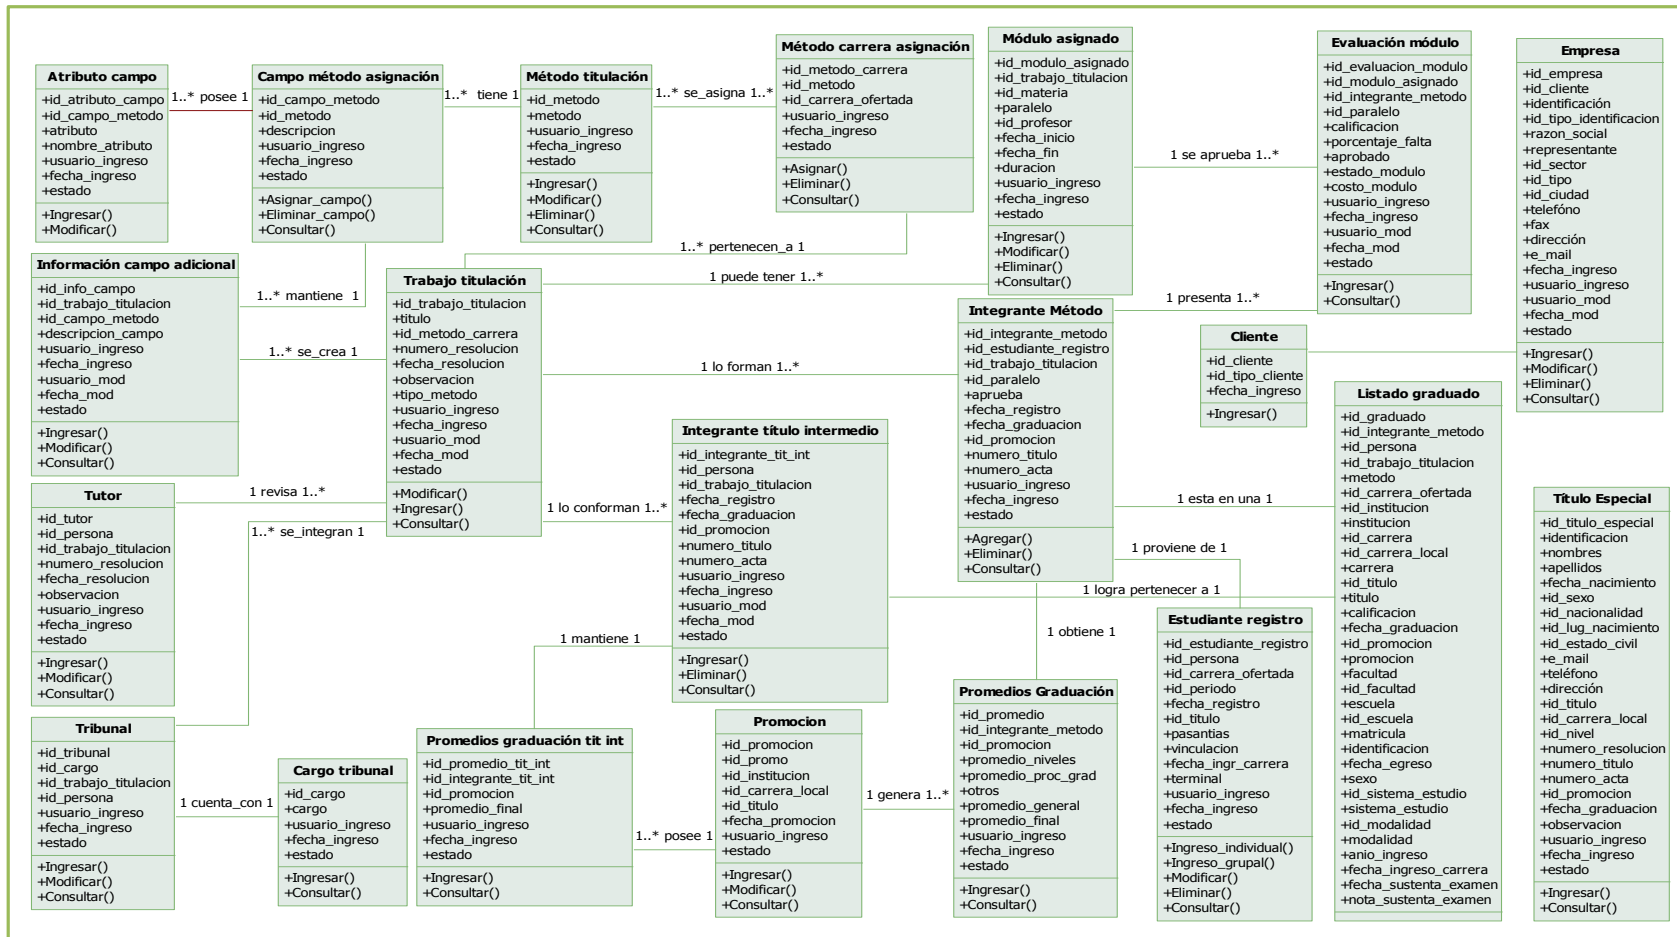 Atributo campo
+id_atributo_campo
+id_campo_metodo
+atributo
+nombre_atributo
+usuario_ingreso
+fecha_ingreso
+estado
+Ingresar()
+Modificar()
1..* posee 1
Campo método asignación
+id_campo_metodo
+id_metodo
+descripcion
+usuario_ingreso
+fecha_ingreso
+estado
+Asignar_campo()
+Eliminar_campo()
+Consultar()
1..* tiene 1
Método titulación
+id_metodo
+metodo
+usuario_ingreso
+fecha_ingreso
+estado
+Ingresar()
+Modificar()
+Eliminar()
+Consultar()
1..* se_asigna 1..*
Método carrera asignación
+id_metodo_carrera
+id_metodo
+id_carrera_ofertada
+usuario_ingreso
+fecha_ingreso
+estado
+Asignar()
+Eliminar()
+Consultar()
1..* pertenecen_a 1
1 puede tener 1..*
Módulo asignado
+id_modulo_asignado
+id_trabajo_titulacion
+id_materia
+paralelo
+id_profesor
+fecha_inicio
+fecha_fin
+duracion
+usuario_ingreso
+fecha_ingreso
+estado
+Ingresar()
+Modificar()
+Eliminar()
+Consultar()
1 se aprueba 1..*
Evaluación módulo
+id_evaluacion_modulo
+id_modulo_asignado
+id_integrante_metodo
+id_paralelo
+calificacion
+porcentaje_falta
+aprobado
+estado_modulo
+costo_modulo
+usuario_ingreso
+fecha_ingreso
+usuario_mod
+fecha_mod
+estado
+Ingresar()
+Consultar()
1 presenta 1..*
Empresa
+id_empresa
+id_cliente
+identificación
+id_tipo_identificacion
+razon_social
+representante
+id_sector
+id_tipo
+id_ciudad
+telefóno
+fax
+dirección
+e_mail
+fecha_ingreso
+usuario_ingreso
+usuario_mod
+fecha_mod
+estado
+Ingresar()
+Modificar()
+Eliminar()
+Consultar()
Información campo adicional
+id_info_campo
+id_trabajo_titulacion
+id_campo_metodo
+descripcion_campo
+usuario_ingreso
+fecha_ingreso
+usuario_mod
+fecha_mod
+estado
+Ingresar()
+Modificar()
+Consultar()
1..* mantiene 1
1..* se_crea 1
Trabajo titulación
+id_trabajo_titulacion
+titulo
+id_metodo_carrera
+numero_resolucion
+fecha_resolucion
+observacion
+tipo_metodo
+usuario_ingreso
+fecha_ingreso
+usuario_mod
+fecha_mod
+estado
+Modificar()
+Ingresar()
+Consultar()
1 lo forman 1..*
Integrante Método
+id_integrante_metodo
+id_estudiante_registro
+id_trabajo_titulacion
+id_paralelo
+aprueba
+fecha_registro
+fecha_graduacion
+id_promocion
+numero_titulo
+numero_acta
+usuario_ingreso
+fecha_ingreso
+estado
+Agregar()
+Eliminar()
+Consultar()
Cliente
+id_cliente
+id_tipo_cliente
+fecha_ingreso
+Ingresar()
Listado graduado
+id_graduado
+id_integrante_metodo
+id_persona
+id_trabajo_titulacion
+metodo
+id_carrera_ofertada
+id_institucion
+institucion
+id_carrera
+id_carrera_local
+carrera
+id_titulo
+titulo
+calificacion
+fecha_graduacion
+id_promocion
+promocion
+facultad
+id_facultad
+escuela
+id_escuela
+matricula
+identificacion
+fecha_egreso
+sexo
+id_sistema_estudio
+sistema_estudio
+id_modalidad
+modalidad
+anio_ingreso
+fecha_ingreso_carrera
+fecha_sustenta_examen
+nota_sustenta_examen
Título Especial
+id_titulo_especial
+identificacion
+nombres
+apellidos
+fecha_nacimiento
+id_sexo
+id_nacionalidad
+id_lug_nacimiento
+id_estado_civil
+e_mail
+teléfono
+dirección
+id_titulo
+id_carrera_local
+id_nivel
+numero_resolucion
+numero_titulo
+numero_acta
+id_promocion
+fecha_graduacion
+observacion
+usuario_ingreso
+fecha_ingreso
+estado
+Ingresar()
+Consultar()
1 esta en una 1
1 proviene de 1
1 logra pertenecer a 1
1 obtiene 1
Integrante título intermedio
+id_integrante_tit_int
+id_persona
+id_trabajo_titulacion
+fecha_registro
+fecha_graduacion
+id_promocion
+numero_titulo
+numero_acta
+usuario_ingreso
+fecha_ingreso
+usuario_mod
+fecha_mod
+estado
+Ingresar()
+Eliminar()
+Consultar()
1 lo conforman 1..*
1 mantiene 1
Tutor
+id_tutor
+id_persona
+id_trabajo_titulacion
+numero_resolucion
+fecha_resolucion
+observacion
+usuario_ingreso
+fecha_ingreso
+estado
+Ingresar()
+Modificar()
+Consultar()
1 revisa 1..*
1..* se_integran 1
Estudiante registro
+id_estudiante_registro
+id_persona
+id_carrera_ofertada
+id_periodo
+fecha_registro
+id_titulo
+pasantias
+vinculacion
+fecha_ingr_carrera
+terminal
+usuario_ingreso
+fecha_ingreso
+estado
+Ingreso_individual()
+Ingreso_grupal()
+Modificar()
+Eliminar()
+Consultar()
Tribunal
+id_tribunal
+id_cargo
+id_trabajo_titulacion
+id_persona
+usuario_ingreso
+fecha_ingreso
+estado
+Ingresar()
+Modificar()
+Consultar()
1 cuenta_con 1
Cargo tribunal
+id_cargo
+cargo
+usuario_ingreso
+fecha_ingreso
+estado
+Ingresar()
+Consultar()
Promedios graduación tit int
+id_promedio_tit_int
+id_integrante_tit_int
+id_promocion
+promedio_final
+usuario_ingreso
+fecha_ingreso
+estado
+Ingresar()
+Consultar()
1..* posee 1
Promocion
+id_promocion
+id_promo
+id_institucion
+id_carrera_local
+id_titulo
+fecha_promocion
+usuario_ingreso
+estado
+Ingresar()
+Modificar()
+Consultar()
1 genera 1..*
Promedios Graduación
+id_promedio
+id_integrante_metodo
+id_promocion
+promedio_niveles
+promedio_proc_grad
+otros
+promedio_general
+promedio_final
+usuario_ingreso
+fecha_ingreso
+estado
+Ingresar()
+Consultar()